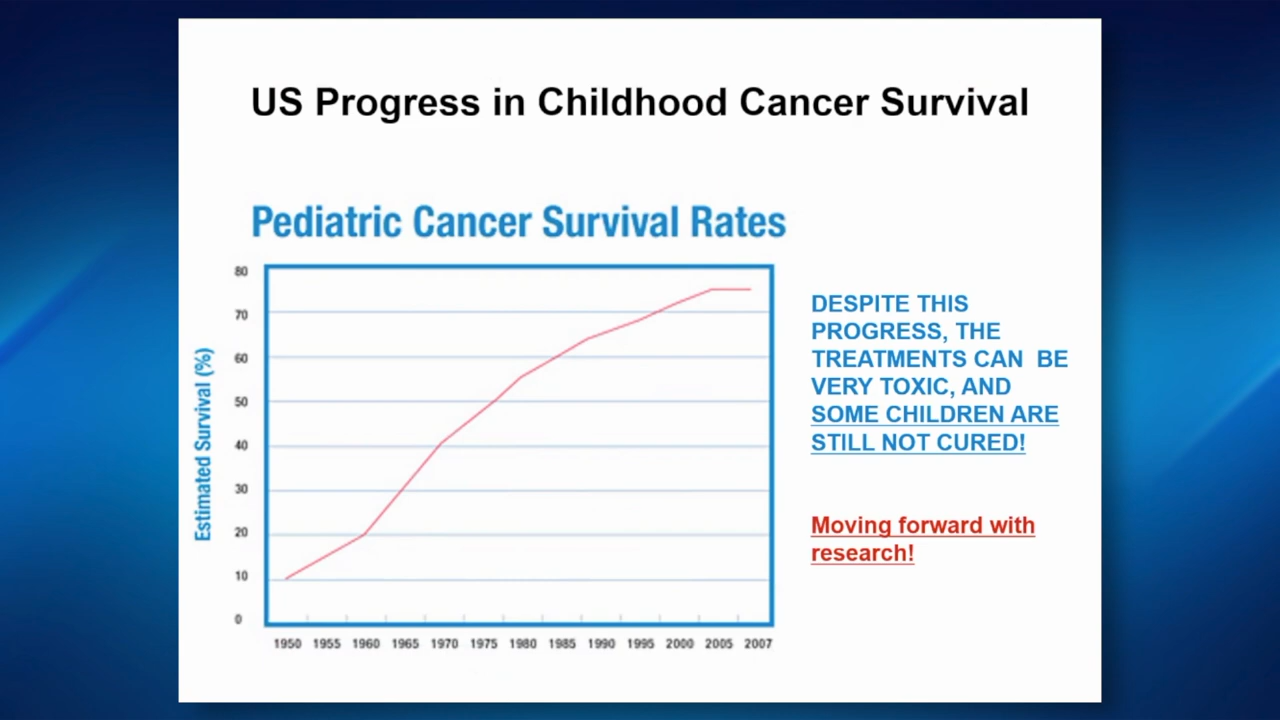 US Progress in Childhood Cancer Survival
Pediatric Cancer Survival Rates
Estimated Survival (%)
80
70
60
50
40
30
20
10
0
1950 1955 1960 1965 1970 1975 1980 1985 1990 1995 2000 2005 2007
DESPITE THIS
PROGRESS, THE
TREATMENTS CAN BE
VERY TOXIC, AND
SOME CHILDREN ARE
STILL NOT CURED!
Moving forward with
research!